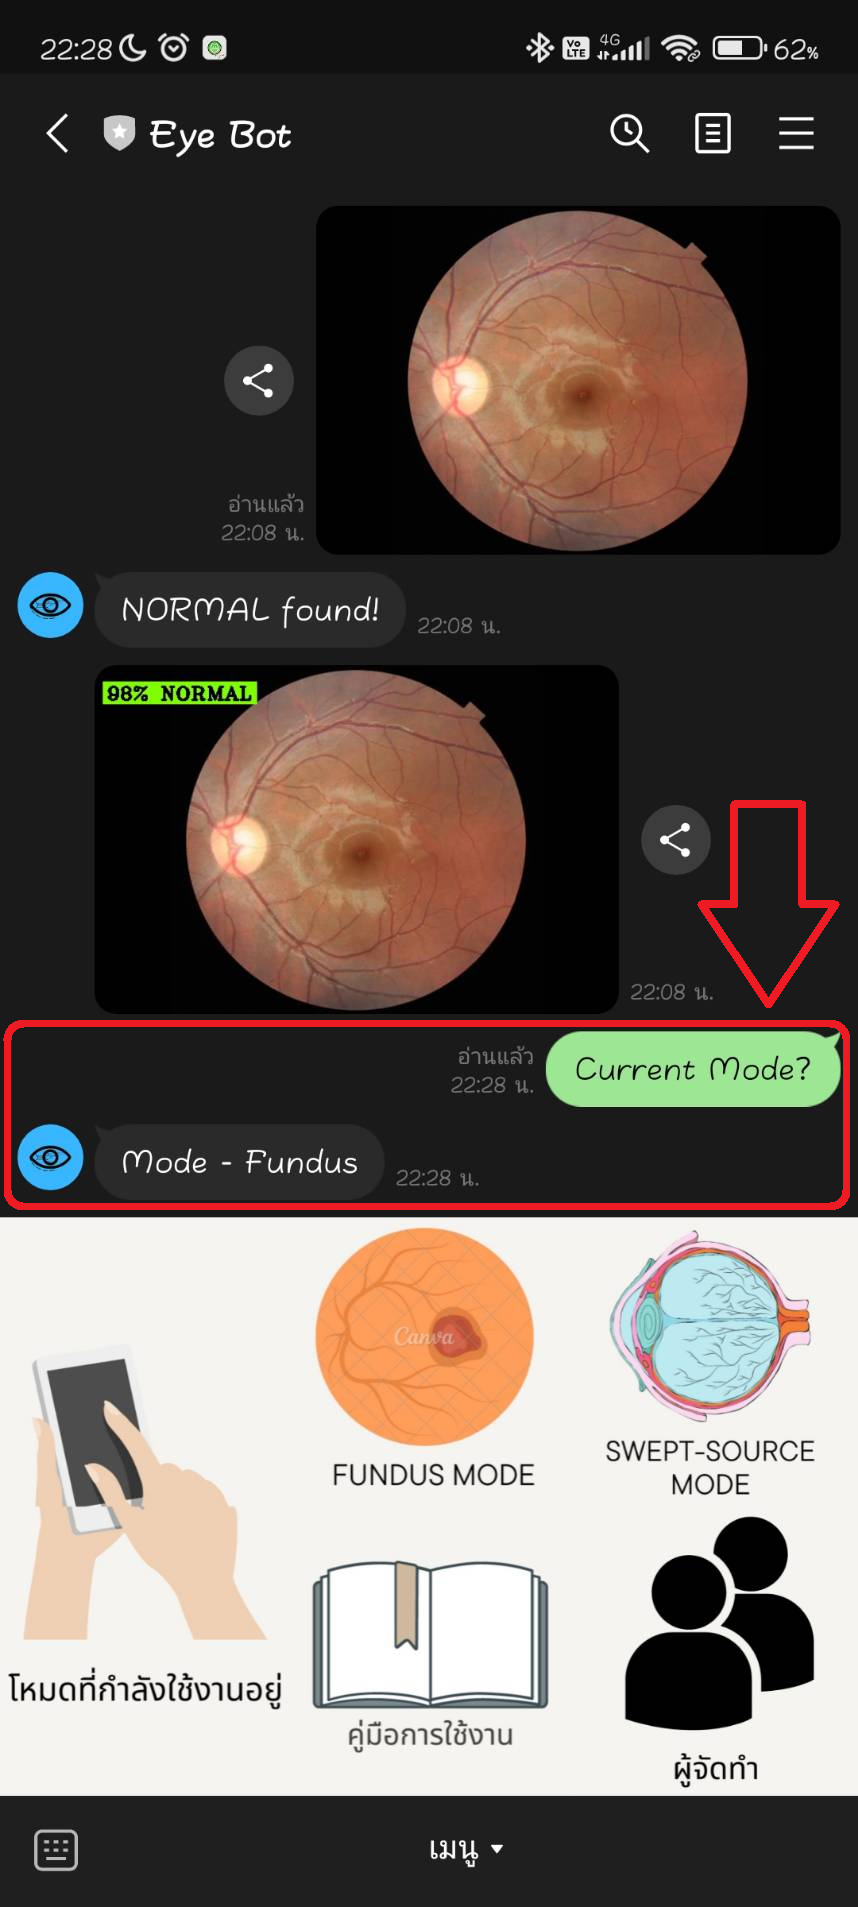 22:28
4G
Vo
LTE
62%
Eye Bot
อ่านแล้ว
22:08 น.
NORMAL found!
22:08 น.
98% NORMAL
22:08 น.
อ่านแล้ว
22:28 น.
Current Mode?
Mode - Fundus
22:28 น.
Canva
FUNDUS MODE
SWEPT-SOURCE
MODE
โหมดที่กำลังใช้งานอยู่
คู่มือการใช้งาน
ผู้จัดทำ
เมนู